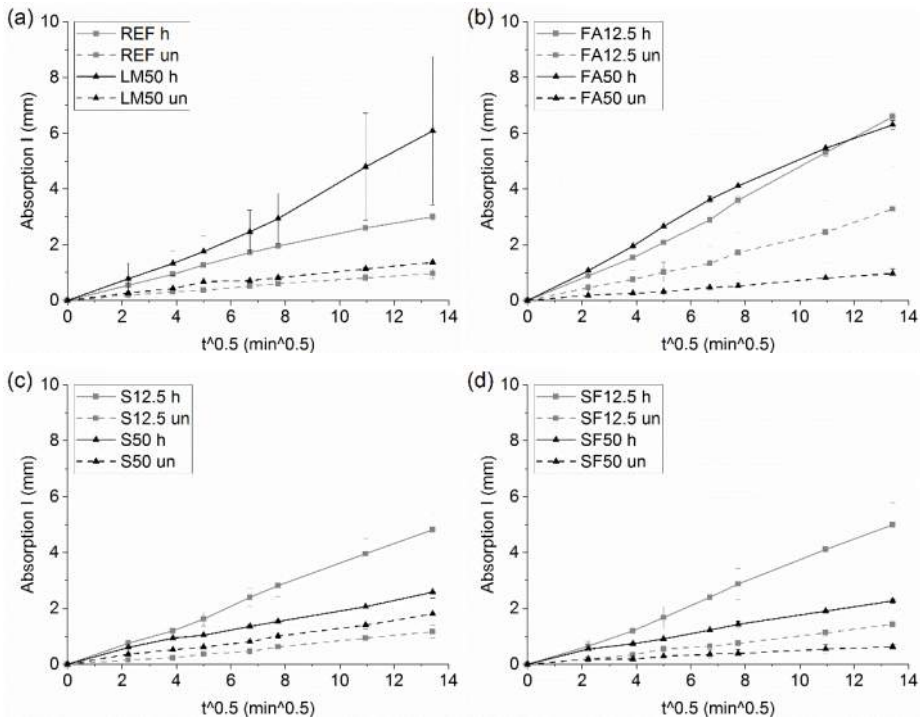 (a)
REF h
REF un
LM50 h
LM50 un
Absorption I (mm)
10
8
6
4
2
0
0 2 4 6 8 10 12 14
t^0.5 (min^0.5)
(b)
FA12.5 h
FA12.5 un
FA50 h
FA50 un
Absorption I (mm)
10
8
6
4
2
0
0 2 4 6 8 10 12 14
t^0.5 (min^0.5)
(c)
S12.5 h
S12.5 un
S50 h
S50 un
Absorption I (mm)
10
8
6
4
2
0
0 2 4 6 8 10 12 14
t^0.5 (min^0.5)
(d)
SF12.5 h
SF12.5 un
SF50 h
SF50 un
Absorption I (mm)
10
8
6
4
2
0
0 2 4 6 8 10 12 14
t^0.5 (min^0.5)